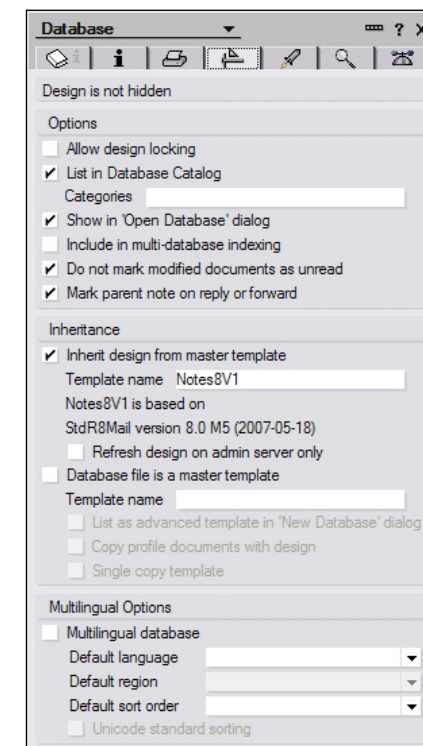 Database
? X
i i
Design is not hidden
Options
Allow design locking
List in Database Catalog
Categories
Show in 'Open Database' dialog
Include in multi-database indexing
Do not mark modified documents as unread
Mark parent note on reply or forward
Inheritance
Inherit design from master template
Template name Notes8V1
Notes8V1 is based on
StdR8Mail version 8.0 M5 (2007-05-18)
Refresh design on admin server only
Database file is a master template
Template name
List as advanced template in 'New Database' dialog
Copy profile documents with design
Single copy template
Multilingual Options
Multilingual database
Default language
Default region
Default sort order
Unicode standard sorting